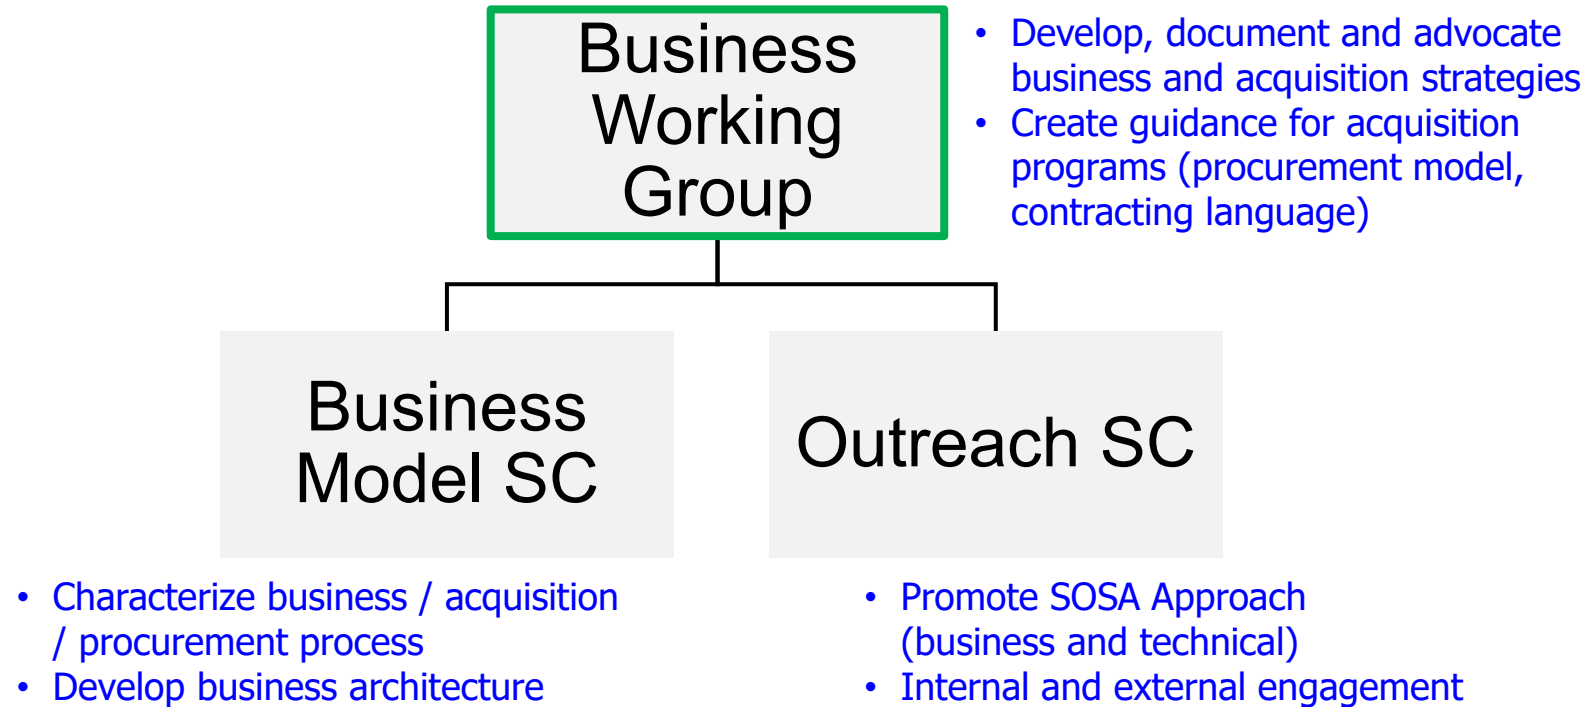 Business
Working
Group
• Develop, document and advocate
business and acquisition strategies
• Create guidance for acquisition
programs (procurement model,
contracting language)
Business
Model SC
Outreach SC
• Characterize business / acquisition
/ procurement process
• Develop business architecture
• Promote SOSA Approach
(business and technical)
• Internal and external engagement